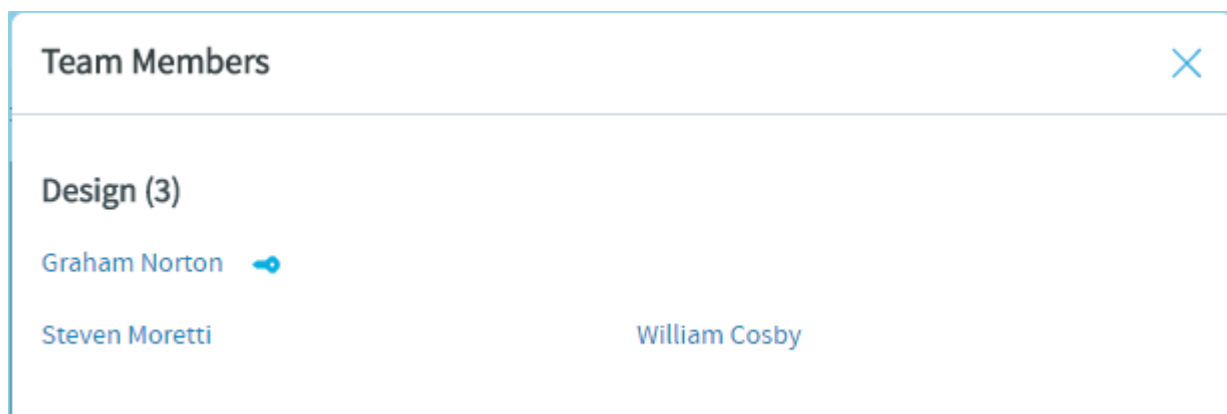 Team Members
Design (3)
Graham Norton
Steven Moretti
William Cosby